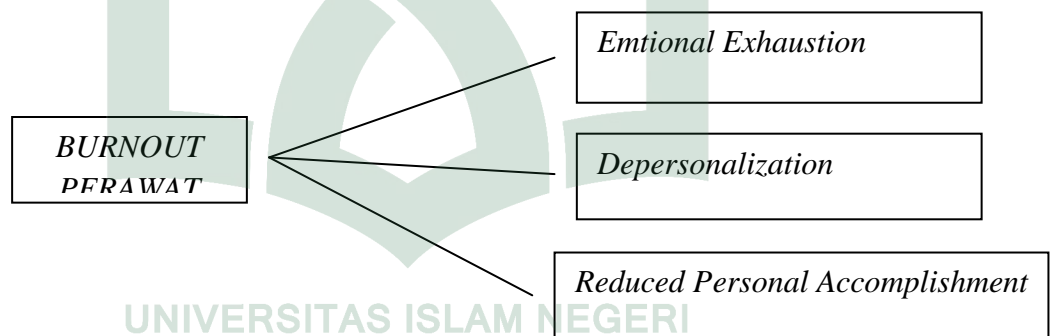 Emtional Exhaustion
BURNOUT
PERAWAT
Depersonalization
Reduced Personal Accomplishment
UNIVERSITAS ISLAM NEGERI